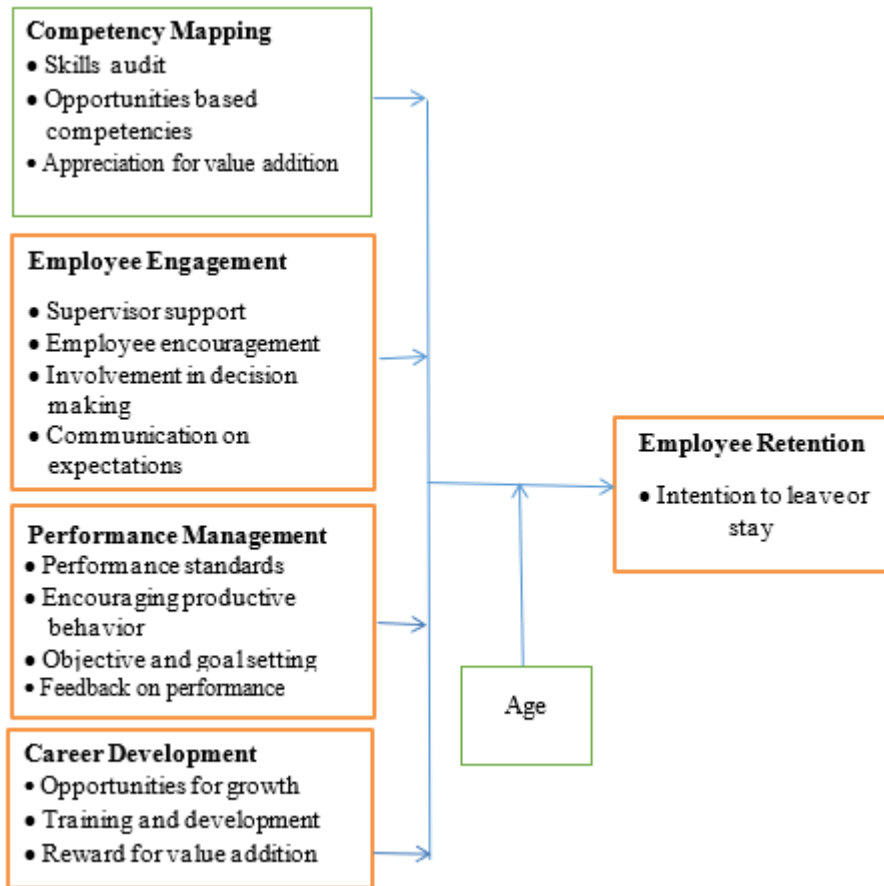 Competency Mapping
• Skills audit
• Opportunities based
competencies
• Appreciation for value addition
Employee Engagement
• Supervisor support
• Employee encouragement
• Involvement in decision
making
• Communication on
expectations
Performance Management
• Performance standards
• Encouraging productive
behavior
• Objective and goal setting
• Feedback on performance
Career Development
• Opportunities for growth
• Training and development
• Reward for value addition
Age
Employee Retention
• Intention to leave or
stay